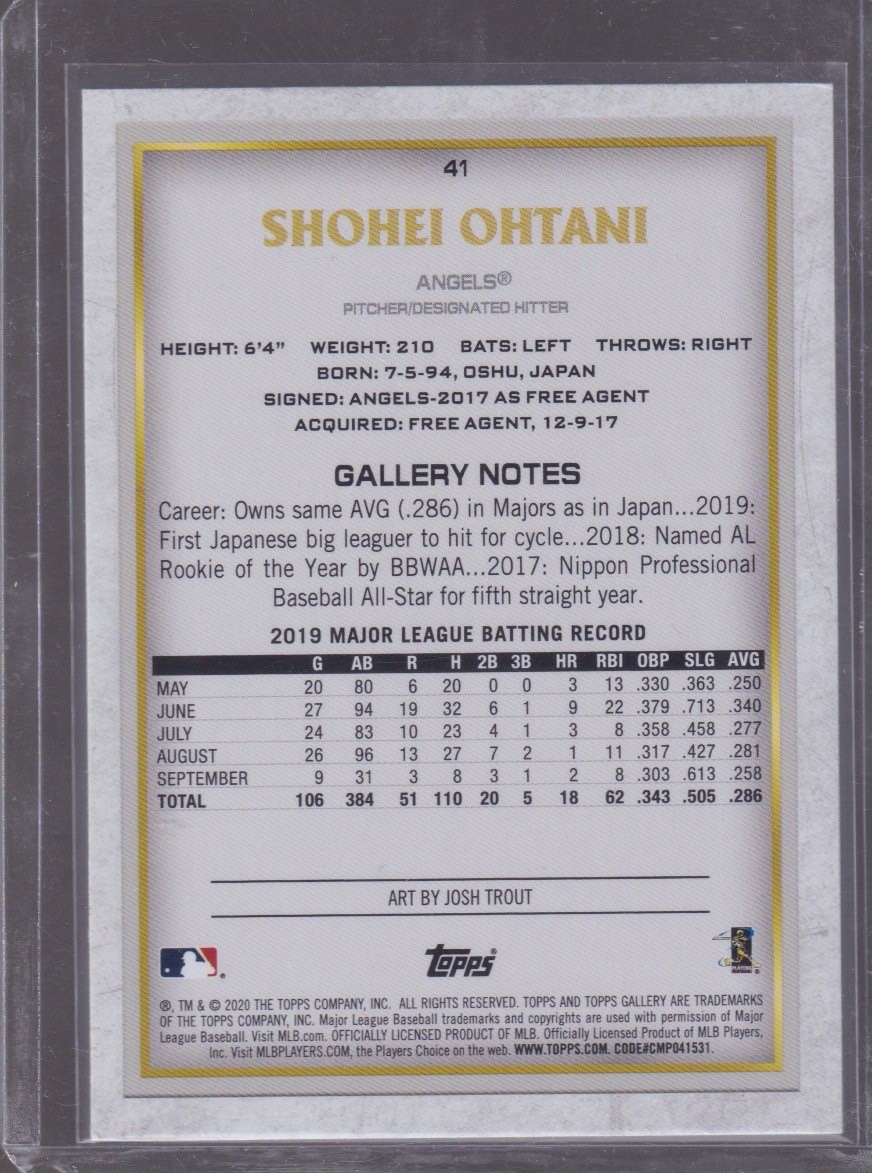 41
SHOHEI OHTANI
ANGELS®
PITCHER/DESIGNATED HITTER
HEIGHT: 6'4" WEIGHT: 210 BATS: LEFT THROWS: RIGHT
BORN: 7-5-94, OSHU, JAPAN
SIGNED: ANGELS-2017 AS FREE AGENT
ACQUIRED: FREE AGENT, 12-9-17
GALLERY NOTES
Career: Owns same AVG (.286) in Majors as in Japan...2019:
First Japanese big leaguer to hit for cycle...2018: Named AL
Rookie of the Year by BBWAA...2017: Nippon Professional
Baseball All-Star for fifth straight year.
2019 MAJOR LEAGUE BATTING RECORD
G AB R H 2B 3B HR RBI OBP SLG AVG
MAY 20 80 6 20 0 0 3 13 .330 .363 .250
JUNE 27 94 19 32 6 1 9 22 .379 .713 .340
JULY 24 83 10 23 4 1 3 8 .358 .458 .277
AUGUST 26 96 13 27 7 2 1 11 .317 .427 .281
SEPTEMBER 9 31 3 8 3 1 2 8 .303 .613 .258
TOTAL 106 384 51 110 20 5 18 62 .343 .505 .286
ART BY JOSH TROUT
topps®
PLAYERS
®, TM & © 2020 THE TOPPS COMPANY, INC. ALL RIGHTS RESERVED. TOPPS AND TOPPS GALLERY ARE TRADEMARKS
OF THE TOPPS COMPANY, INC. Major League Baseball trademarks and copyrights are used with permission of Major
League Baseball. Visit MLB.com. OFFICIALLY LICENSED PRODUCT OF MLB. Officially Licensed Product of MLB Players,
Inc. Visit MLBPLAYERS.COM, the Players Choice on the web. WWW.TOPPS.COM. CODE#CMP041531.